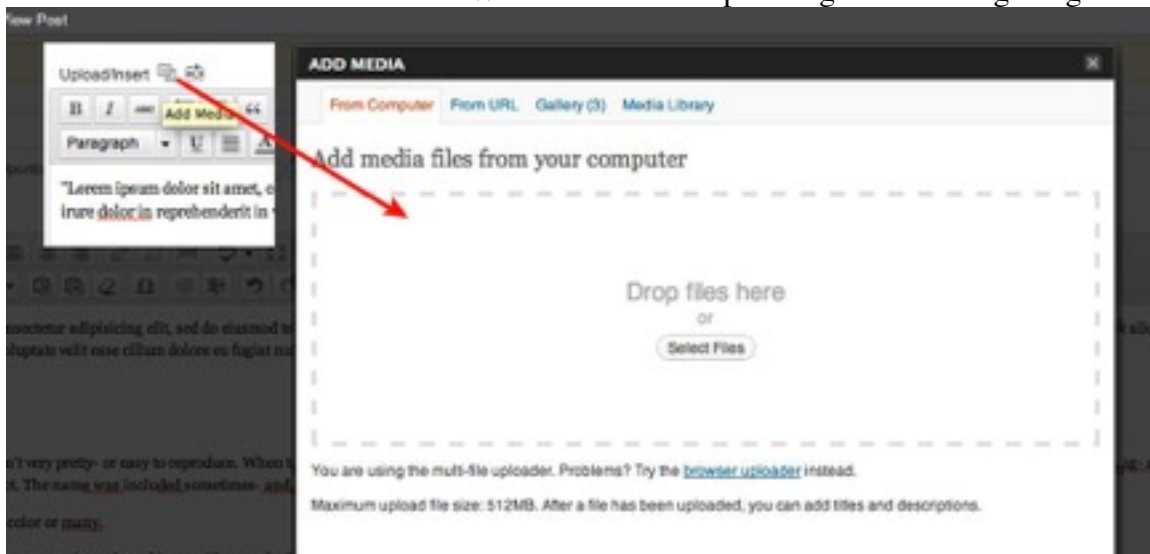 View Post
Upload/Insert
ADD MEDIA
From Computer From URL Gallery (3) Media Library
B I
Add Media
Paragraph U A
Add media files from your computer
"Lorem ipsum dolor sit amet, c
irure dolor in reprehenderit in
Drop files here
or
Select Files
nsectetur adipisicing elit, sed do eiusmod
voluptate velit esse cillum dolore eu fugiat
n't very pretty- or easy to reproduce. When
You are using the multi-file uploader. Problems? Try the browser uploader instead.
The name was included sometimes- and
Maximum upload file size: 512MB. After a file has been uploaded, you can add titles and descriptions.
color or many.